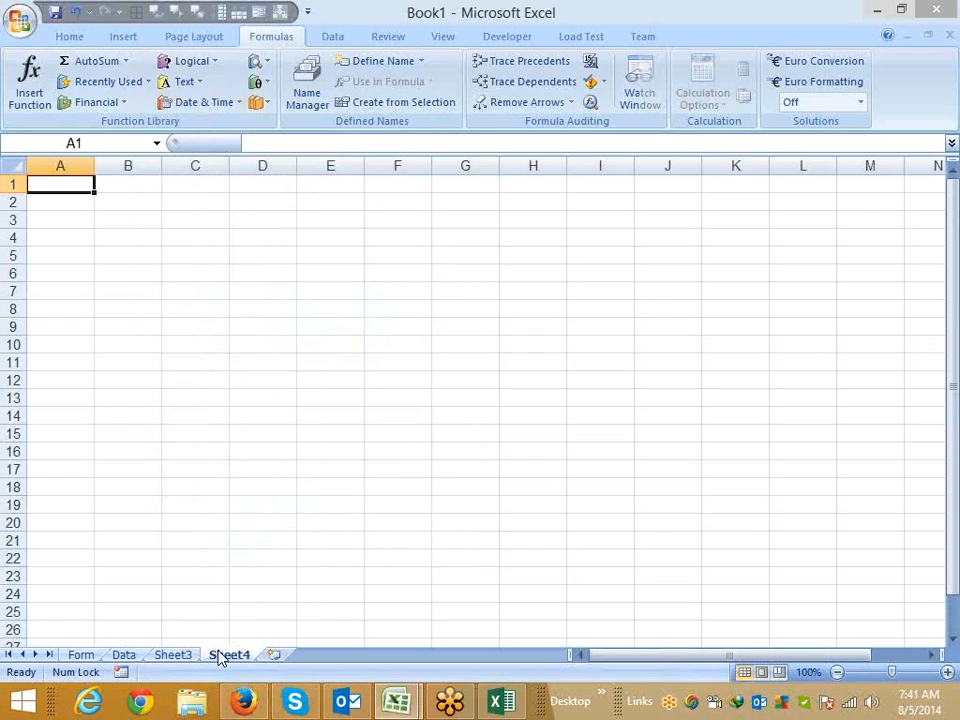 Book1 - Microsoft Excel
Home Insert Page Layout Formulas Data Review View Developer Load Test Team
fx Insert Function
Σ AutoSum
Recently Used
Financial
Logical
Text
Date & Time
Function Library
Name Manager
Define Name
Use in Formula
Create from Selection
Defined Names
Trace Precedents
Trace Dependents
Remove Arrows
Formula Auditing
Watch Window
Calculation Options
Calculation
Euro Conversion
Euro Formatting
Off
Solutions
A1
A B C D E F G H I J K L M N
1
2
3
4
5
6
7
8
9
10
11
12
13
14
15
16
17
18
19
20
21
22
23
24
25
26
27
Form Data Sheet3 Sheet4
Ready Num Lock 100%
Desktop » Links
7:41 AM
8/5/2014